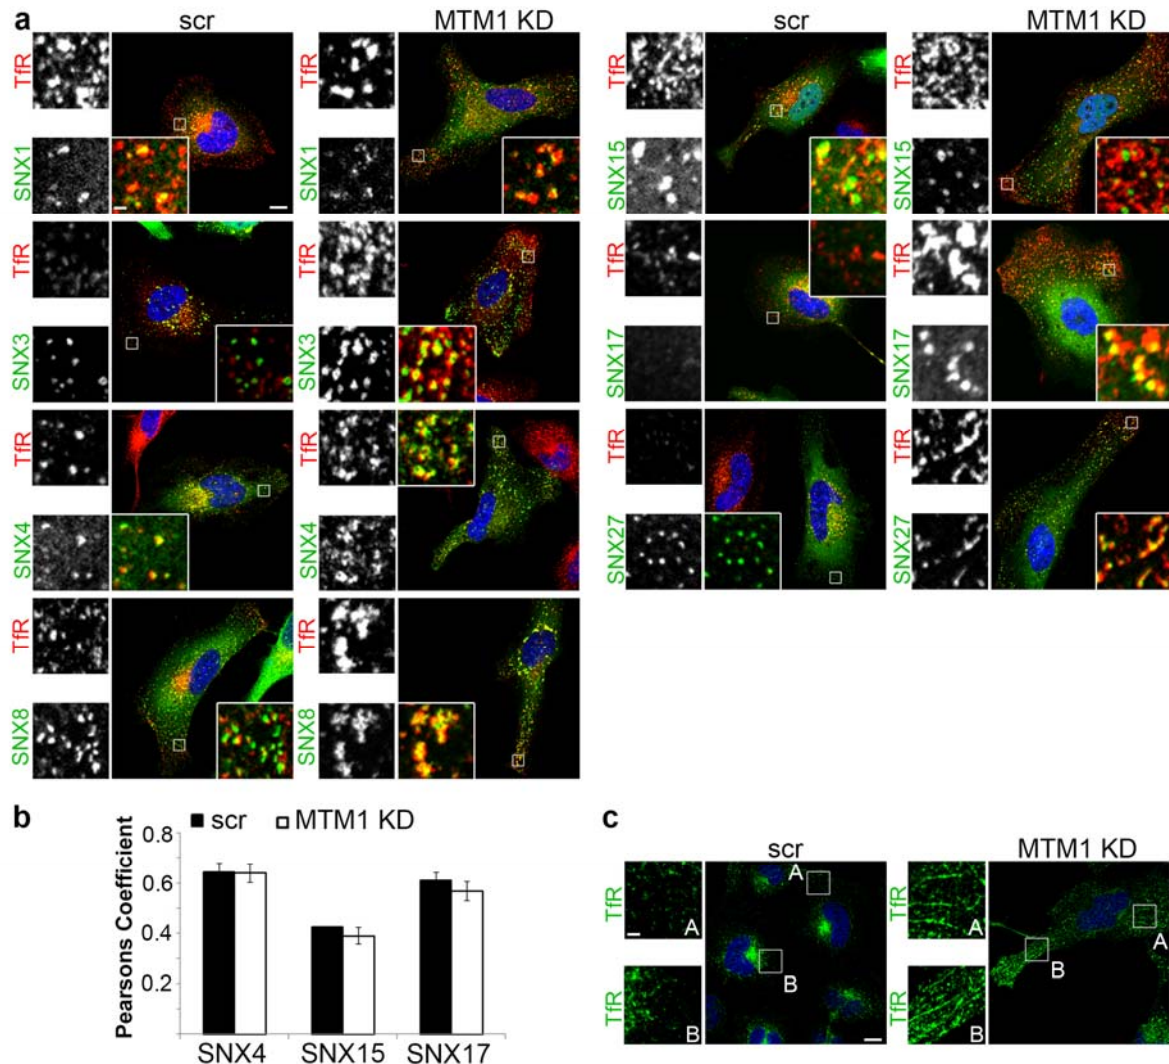 a
scr
MTM1 KD
scr
MTM1 KD
TfR
TfR
TfR
TfR
SNX1
SNX1
SNX15
SNX15
TfR
TfR
TfR
TfR
SNX3
SNX3
SNX17
SNX17
TfR
TfR
TfR
TfR
SNX4
SNX4
SNX27
SNX27
TfR
TfR
SNX8
SNX8
b
scr MTM1 KD
Pearsons Coefficient
0.8
0.6
0.4
0.2
SNX4 SNX15 SNX17
c
scr
MTM1 KD
TfR
A
A
TfR
A
A
TfR
B
B
TfR
B
B